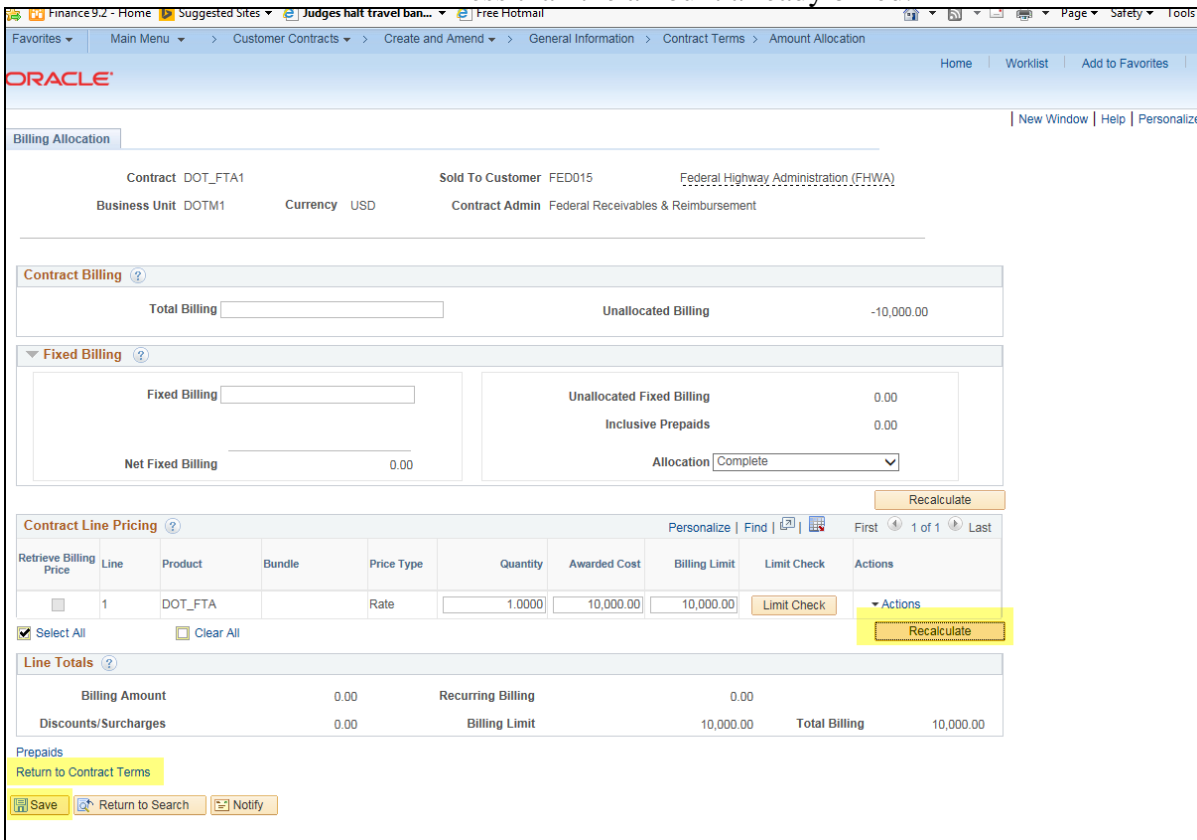 Finance 9.2 - Home Suggested Sites Judges halt travel ban... Free Hotmail Page Safety Tools
Favorites Main Menu > Customer Contracts > Create and Amend > General Information > Contract Terms > Amount Allocation
Home Worklist Add to Favorites
ORACLE
New Window | Help | Personalize
Billing Allocation
Contract DOT_FTA1 Sold To Customer FED015 Federal Highway Administration (FHWA)
Business Unit DOTM1 Currency USD Contract Admin Federal Receivables & Reimbursement
Contract Billing ?
Total Billing Unallocated Billing -10,000.00
Fixed Billing ?
Fixed Billing Unallocated Fixed Billing 0.00
Inclusive Prepaids 0.00
Net Fixed Billing 0.00 Allocation Complete
Recalculate
Contract Line Pricing ? Personalize | Find | First 1 of 1 Last
Retrieve Billing Price Line Product Bundle Price Type Quantity Awarded Cost Billing Limit Limit Check Actions
1 DOT_FTA Rate 1.0000 10,000.00 10,000.00 Limit Check Actions
Select All Clear All Recalculate
Line Totals ?
Billing Amount 0.00 Recurring Billing 0.00
Discounts/Surcharges 0.00 Billing Limit 10,000.00 Total Billing 10,000.00
Prepaids
Return to Contract Terms
Save Return to Search Notify